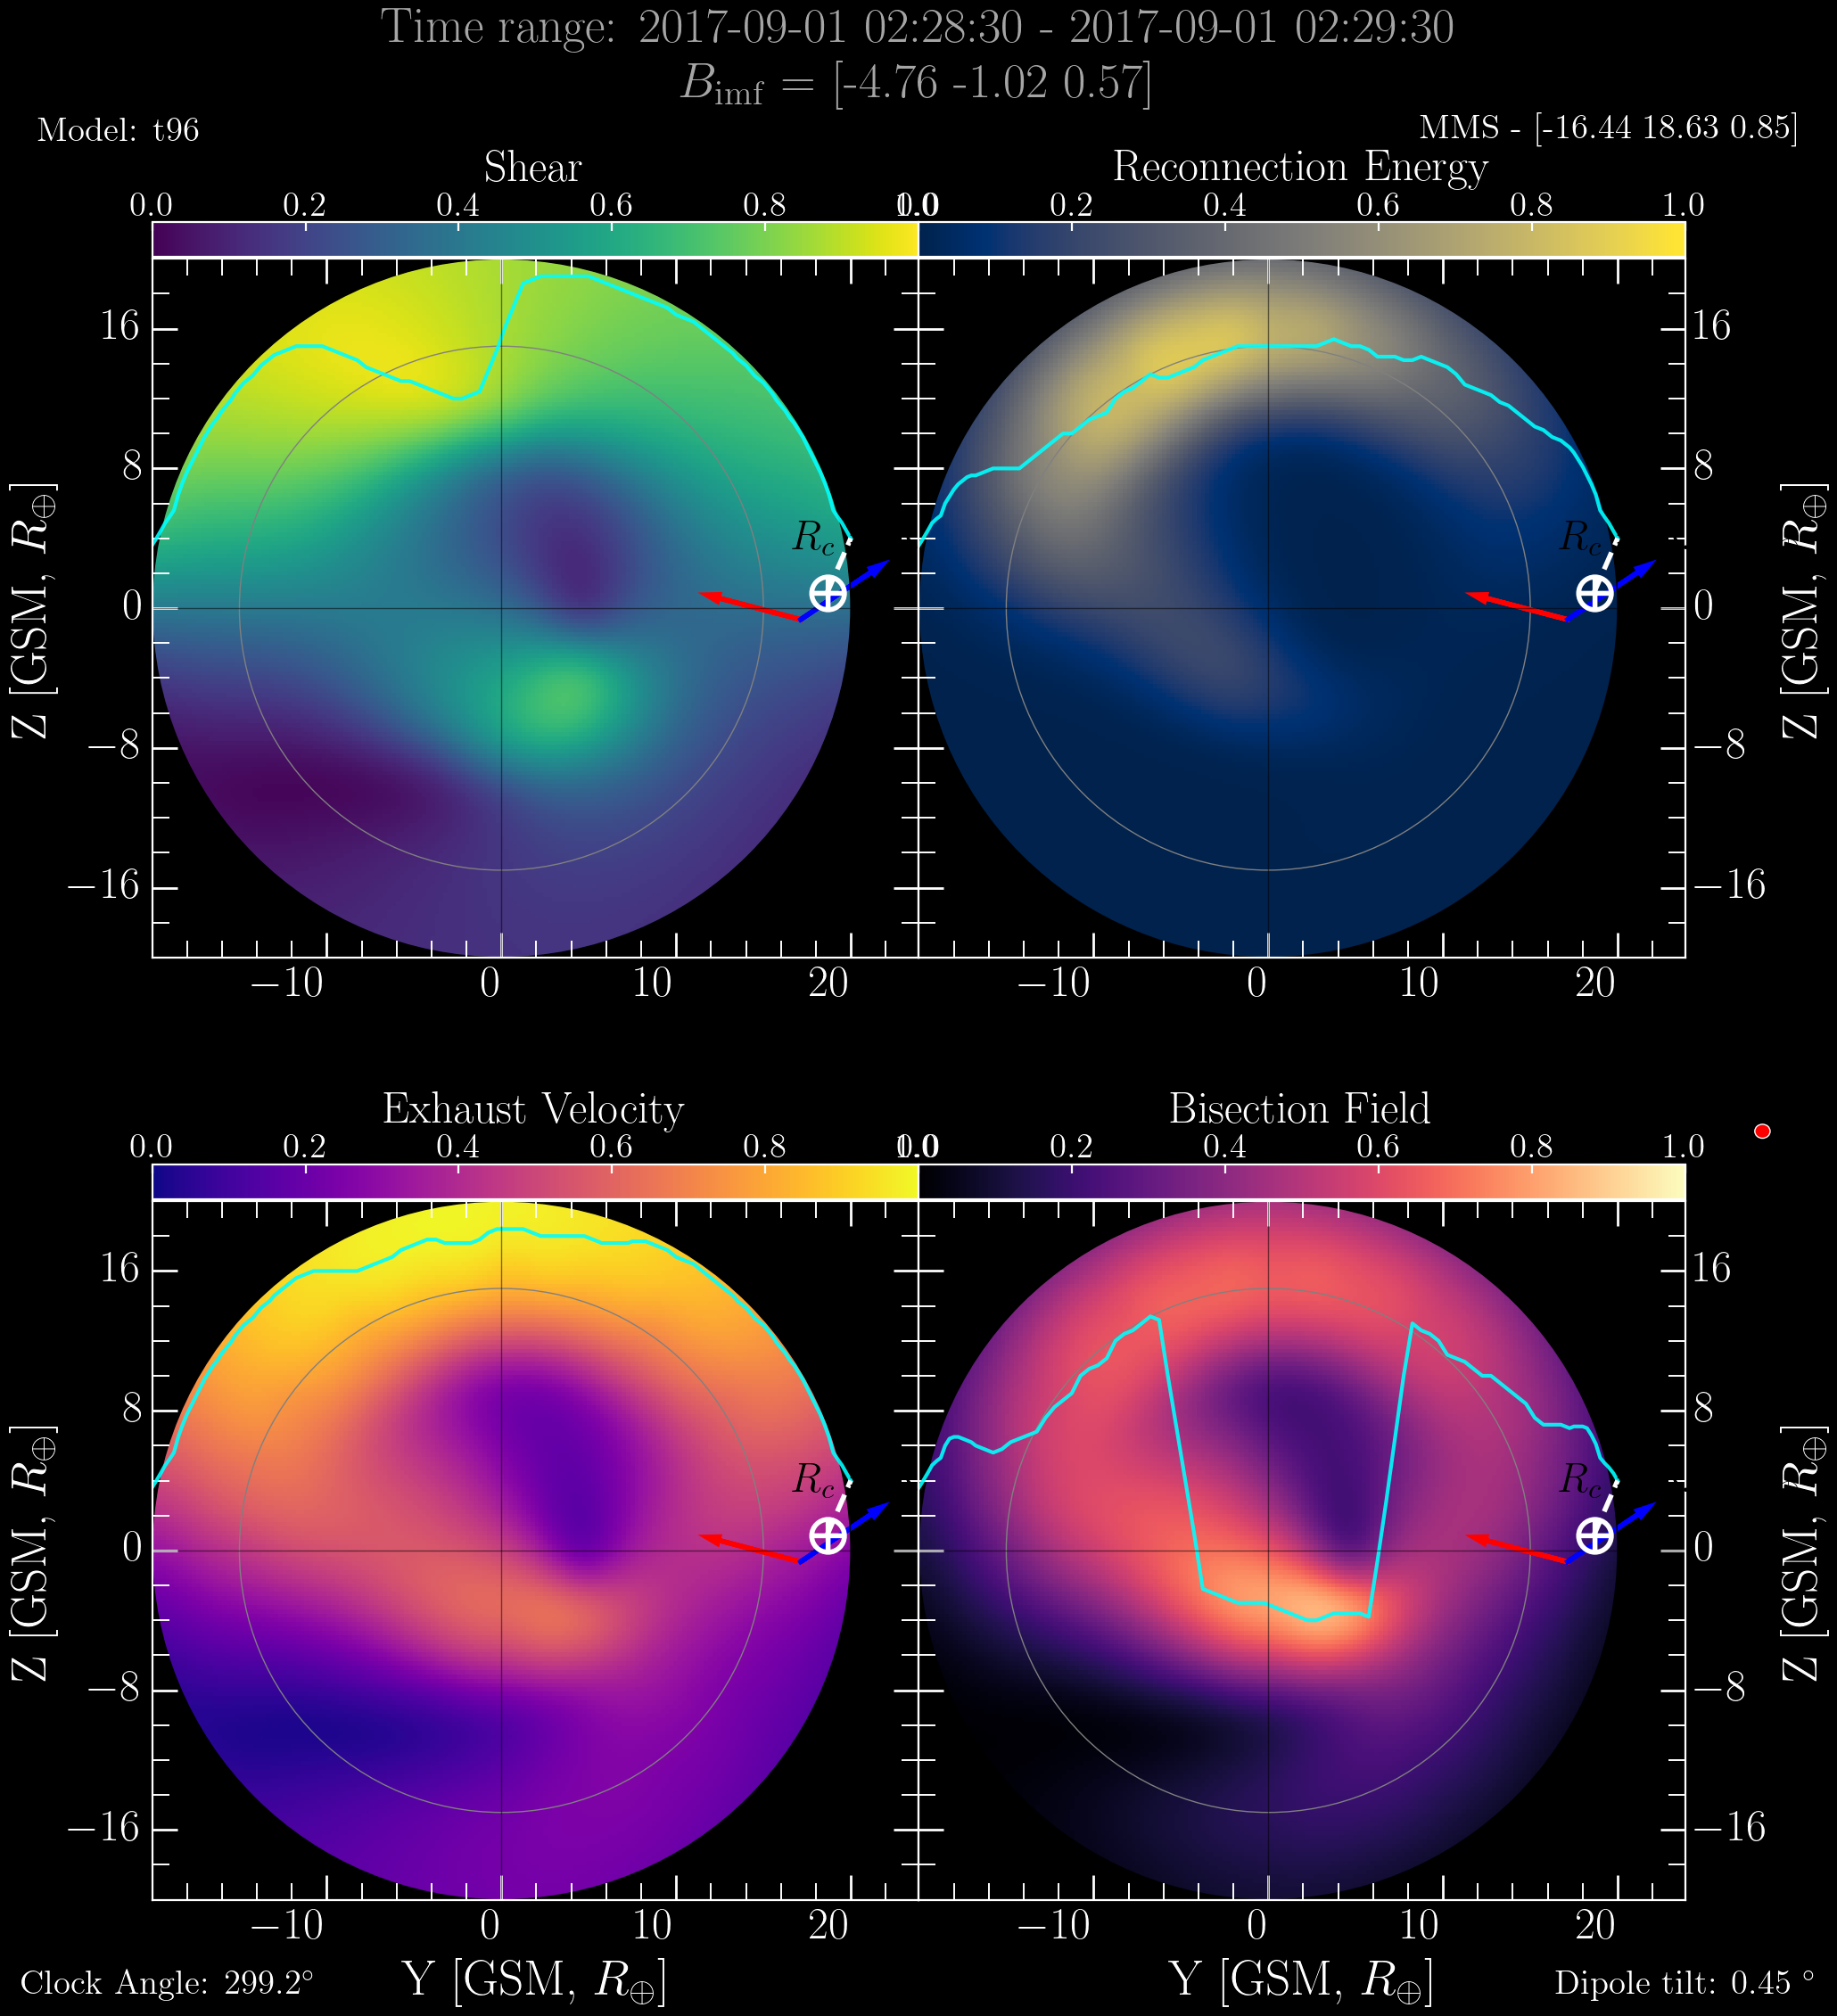 Time range: 2017-09-01 02:28:30 - 2017-09-01 02:29:30
B_imf = [-4.76 -1.02 0.57]
Model: t96
MMS - [-16.44 18.63 0.85]
Shear
Reconnection Energy
0.0 0.2 0.4 0.6 0.8 1.0
0.0 0.2 0.4 0.6 0.8 1.0
16
8
0
−8
−16
Z [GSM, R⊕]
R_c
R_c
16
8
0
−8
−16
Z [GSM, R⊕]
−10 0 10 20
−10 0 10 20
Exhaust Velocity
Bisection Field
0.0 0.2 0.4 0.6 0.8 1.0
0.0 0.2 0.4 0.6 0.8 1.0
16
8
0
−8
−16
Z [GSM, R⊕]
R_c
R_c
16
8
0
−8
−16
Z [GSM, R⊕]
−10 0 10 20
−10 0 10 20
Y [GSM, R⊕]
Y [GSM, R⊕]
Clock Angle: 299.2°
Dipole tilt: 0.45 °